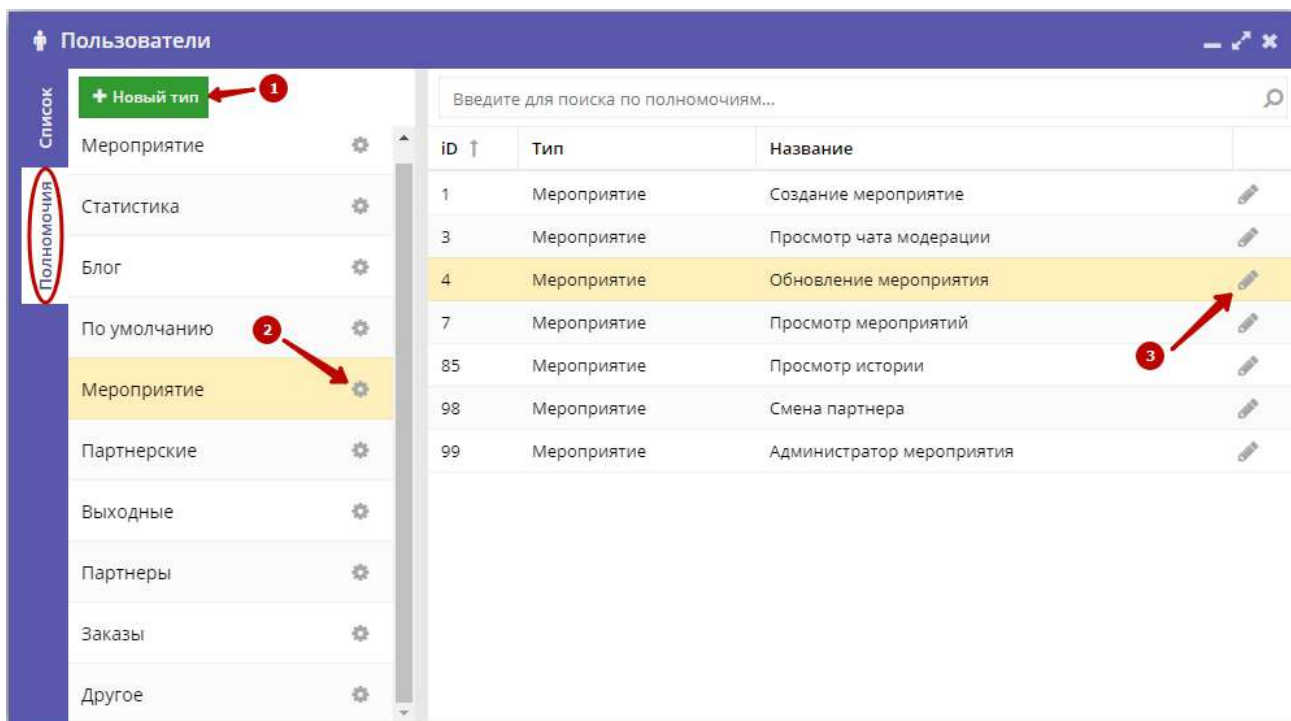 Пользователи
Список
Полномочия
+ Новый тип
1
Мероприятие
Статистика
Блог
По умолчанию
2
Мероприятие
Партнерские
Выходные
Партнеры
Заказы
Другое
Введите для поиска по полномочиям...
iD ↑ Тип Название
1 Мероприятие Создание мероприятие
3 Мероприятие Просмотр чата модерации
4 Мероприятие Обновление мероприятия
7 Мероприятие Просмотр мероприятий
3
85 Мероприятие Просмотр истории
98 Мероприятие Смена партнера
99 Мероприятие Администратор мероприятия